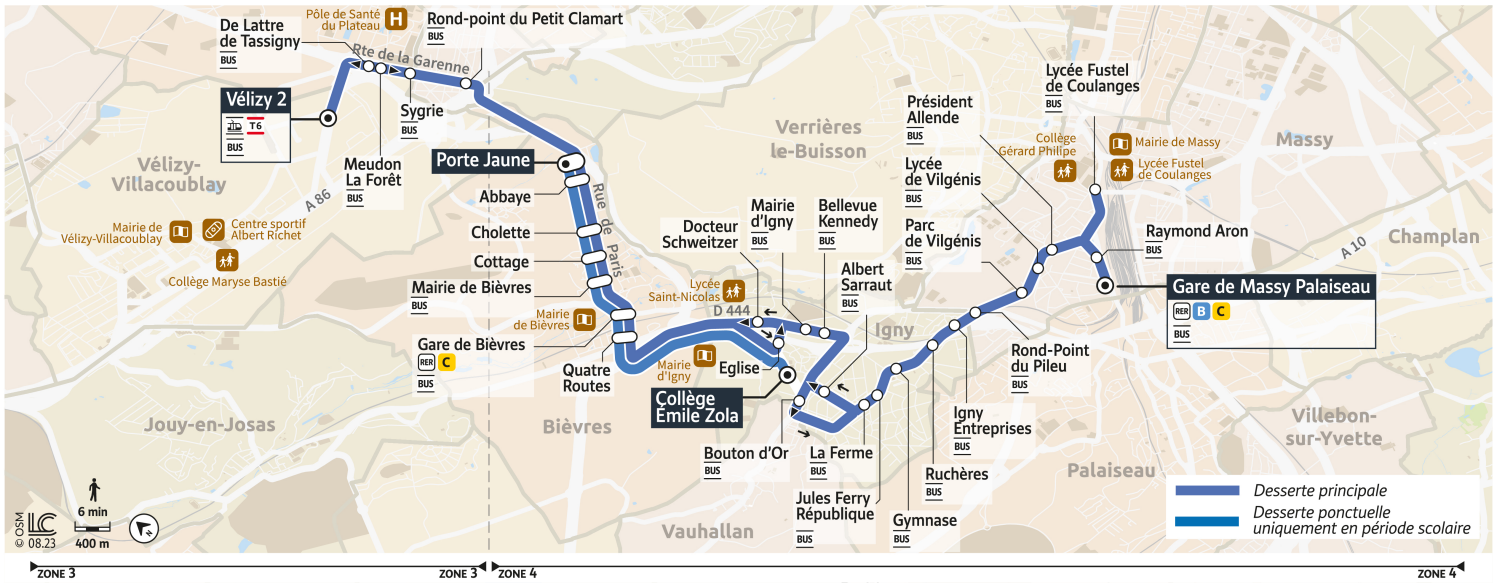 Pôle de Santé
du Plateau
H
De Lattre
de Tassigny
BUS
Rond-point du Petit Clamart
BUS
Rte de la Garenne
Vélizy 2
T6
BUS
Sygrie
BUS
Meudon
La Forêt
BUS
Vélizy-
Villacoublay
A 86
Mairie de
Vélizy-Villacoublay
Centre sportif
Albert Richet
Collège Maryse Bastié
Porte Jaune
Abbaye
Rue de Paris
Cholette
Cottage
Mairie de Bièvres
BUS
Mairie
de Bièvres
Gare de Bièvres
RER C
BUS
Quatre
Routes
Verrières
le-Buisson
Docteur
Schweitzer
BUS
Mairie
d'Igny
BUS
Bellevue
Kennedy
BUS
Albert
Sarraut
BUS
Lycée
Saint-Nicolas
D 444
Mairie
d'Igny
Eglise
Collège
Émile Zola
Igny
Président
Allende
BUS
Lycée
de Vilgénis
BUS
Parc
de Vilgénis
BUS
Lycée Fustel
de Coulanges
BUS
Collège
Gérard Philipe
Mairie de Massy
Lycée Fustel
de Coulanges
Massy
Raymond Aron
BUS
A 10
Champlan
Gare de Massy Palaiseau
RER B C
BUS
Rond-Point
du Pileu
BUS
Igny
Entreprises
BUS
Ruchères
BUS
Gymnase
BUS
Jules Ferry
République
BUS
La Ferme
BUS
Bouton d'Or
BUS
Jouy-en-Josas
Bièvres
Vauhallan
Palaiseau
Villebon-
sur-Yvette
6 min
400 m
© OSM
LC
08.23
Desserte principale
Desserte ponctuelle
uniquement en période scolaire
ZONE 3
ZONE 3
ZONE 4
ZONE 4